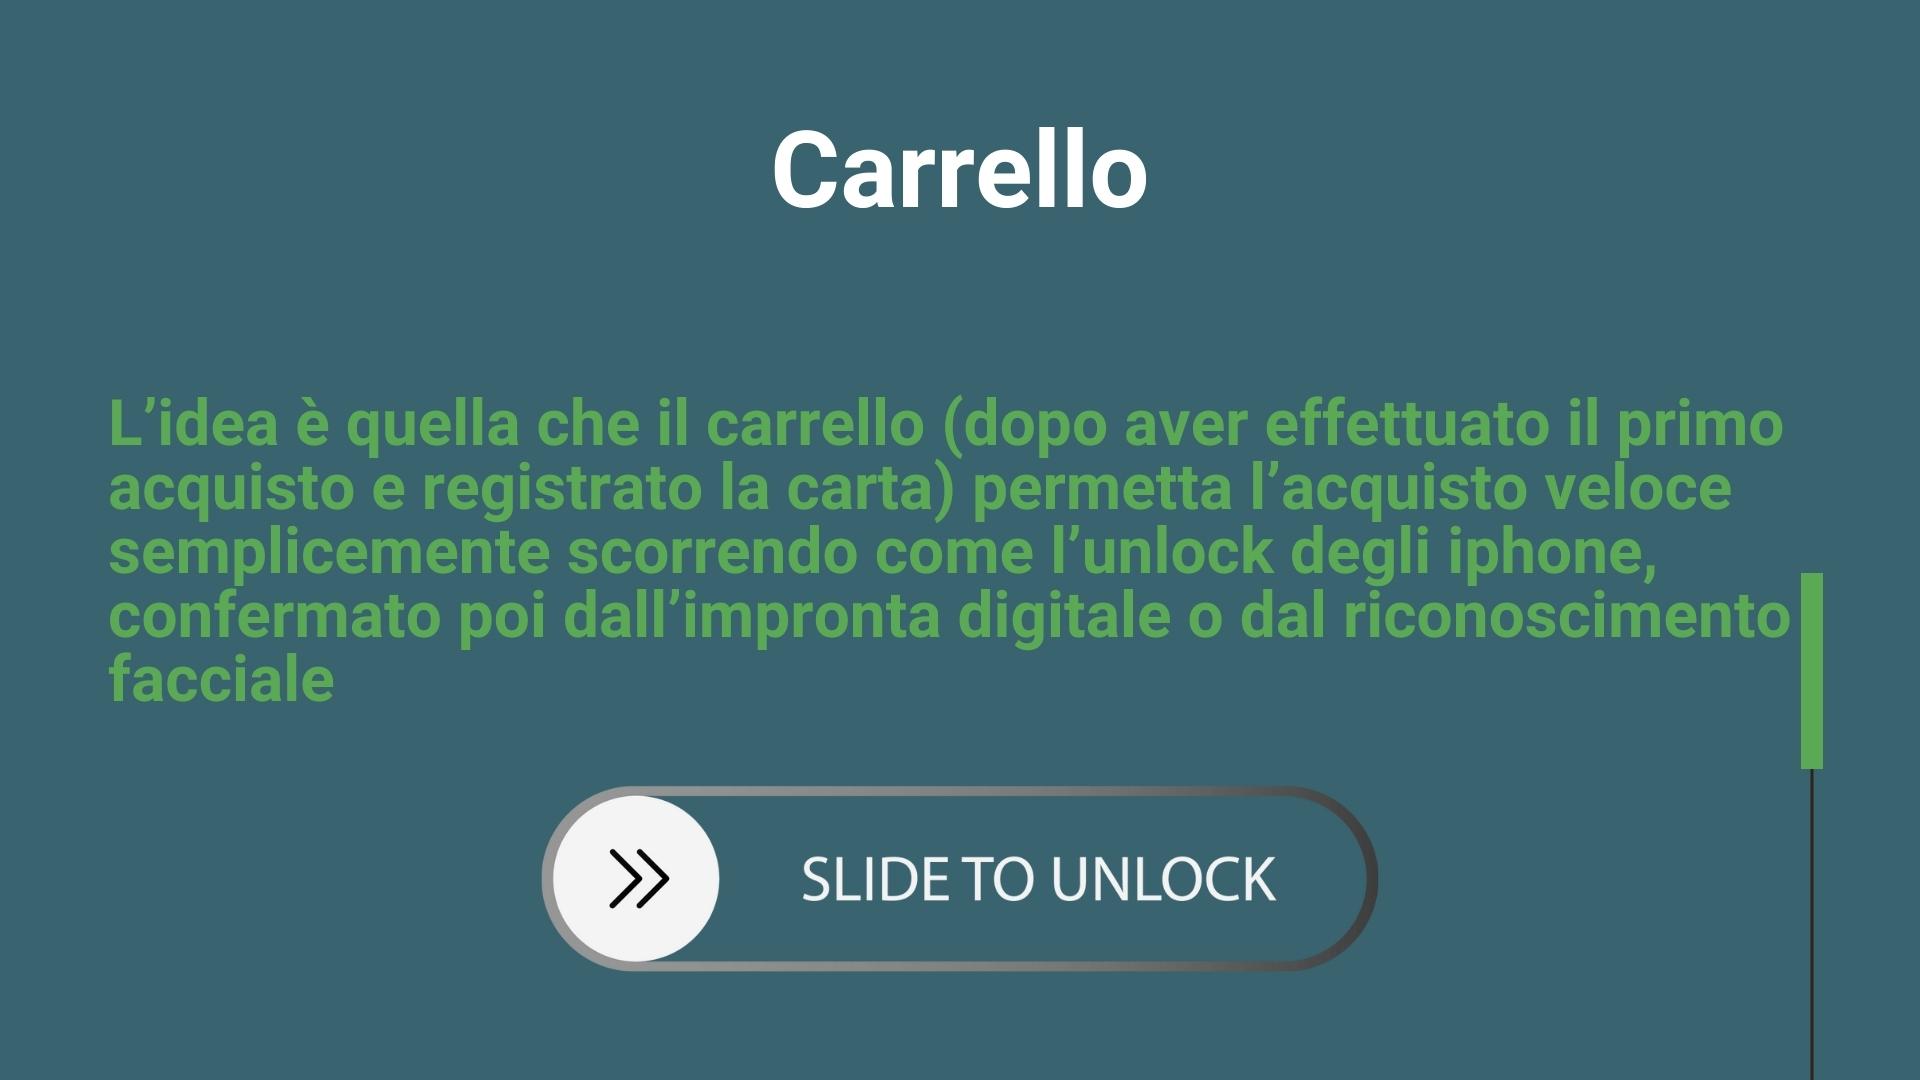 Carrello
L’idea è quella che il carrello (dopo aver effettuato il primo
acquisto e registrato la carta) permetta l’acquisto veloce
semplicemente scorrendo come l’unlock degli iphone,
confermato poi dall’impronta digitale o dal riconoscimento
facciale
SLIDE TO UNLOCK